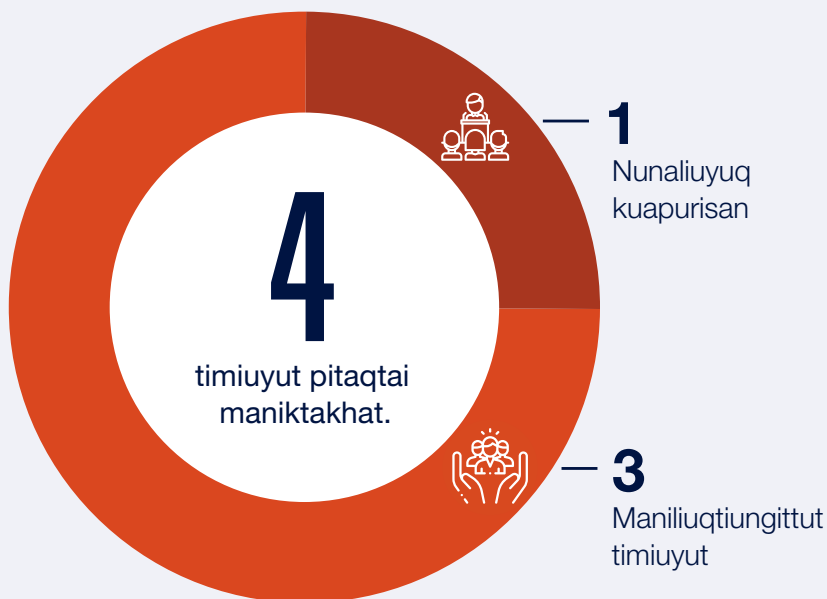 4
timiuyut pitaqtai
maniktakhat.
1
Nunaliuyuq
kuapurisan
3
Maniliuqtiungittut
timiuyut